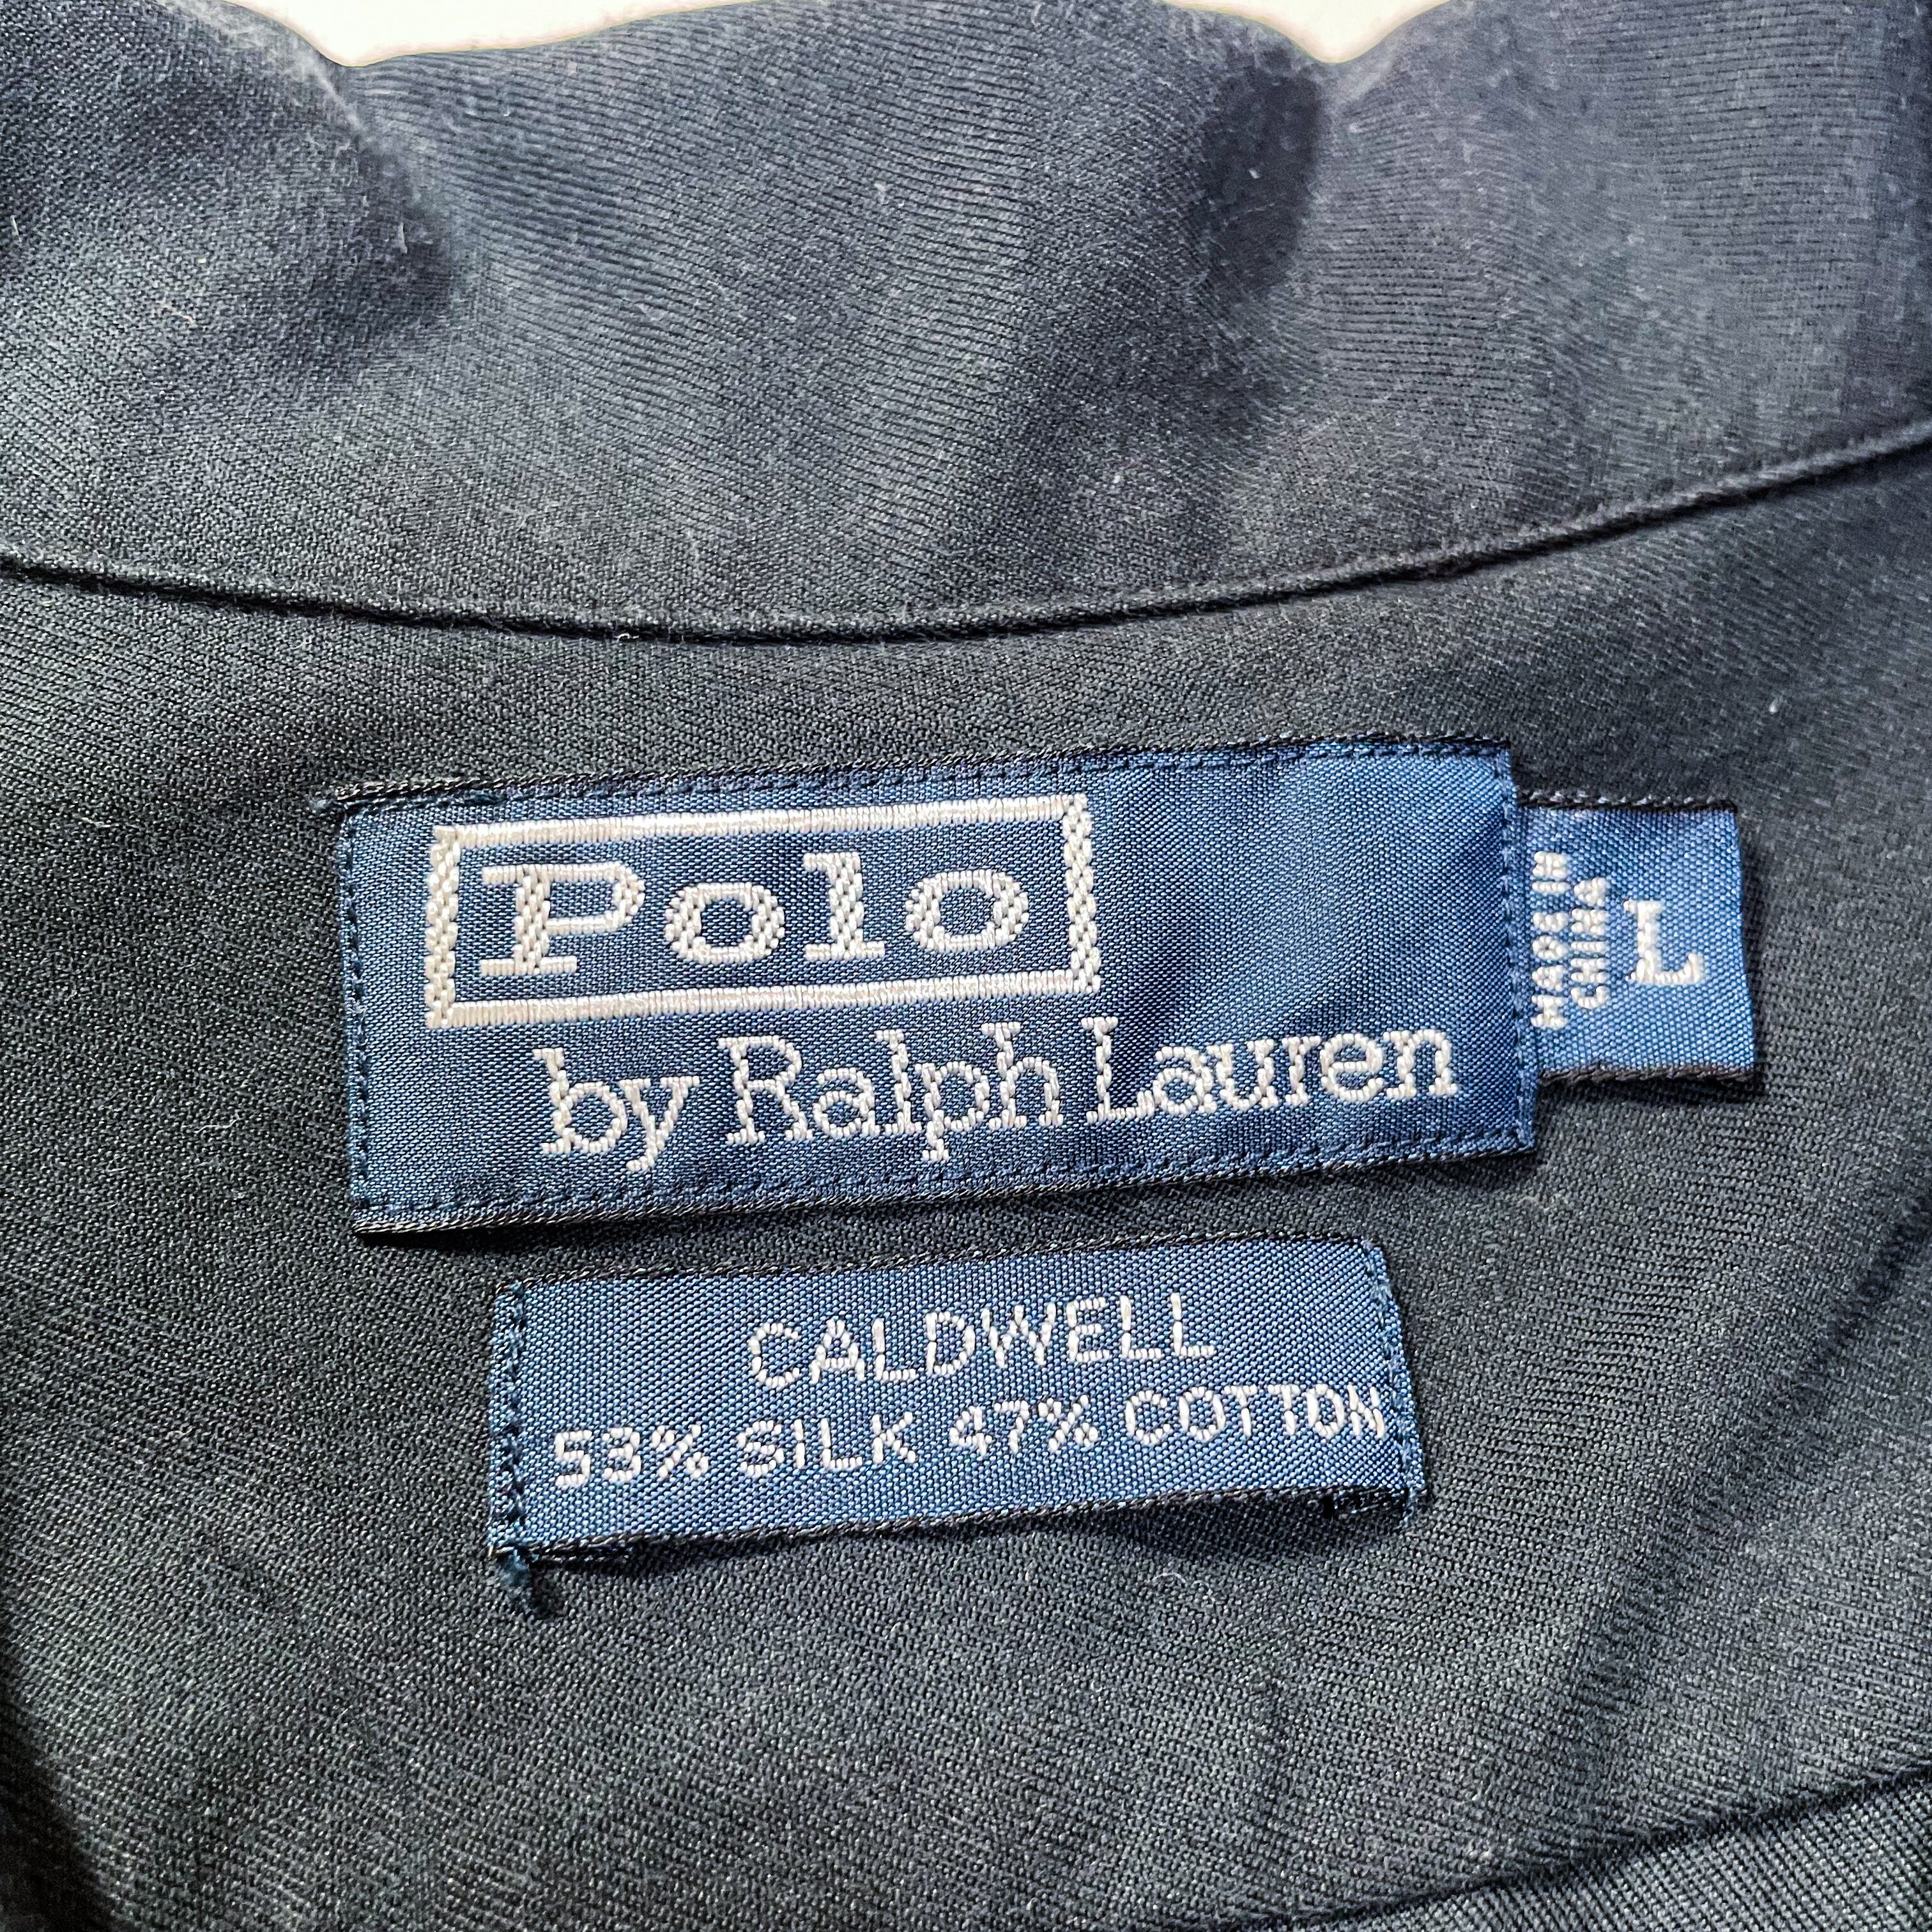 Polo
by Ralph Lauren
MADE IN
CHINA
L
CALDWELL
53% SILK 47% COTTON